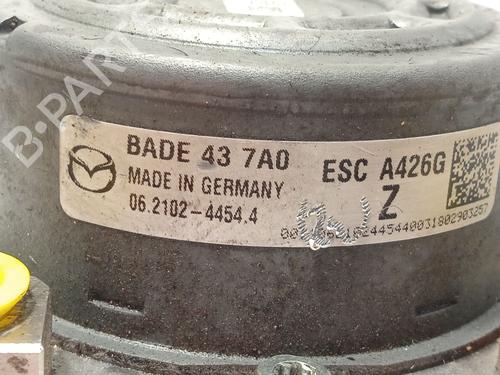 B-PARTS
BADE 43 7A0
ESC A426G
MADE IN GERMANY
Z
06.2102-4454.4